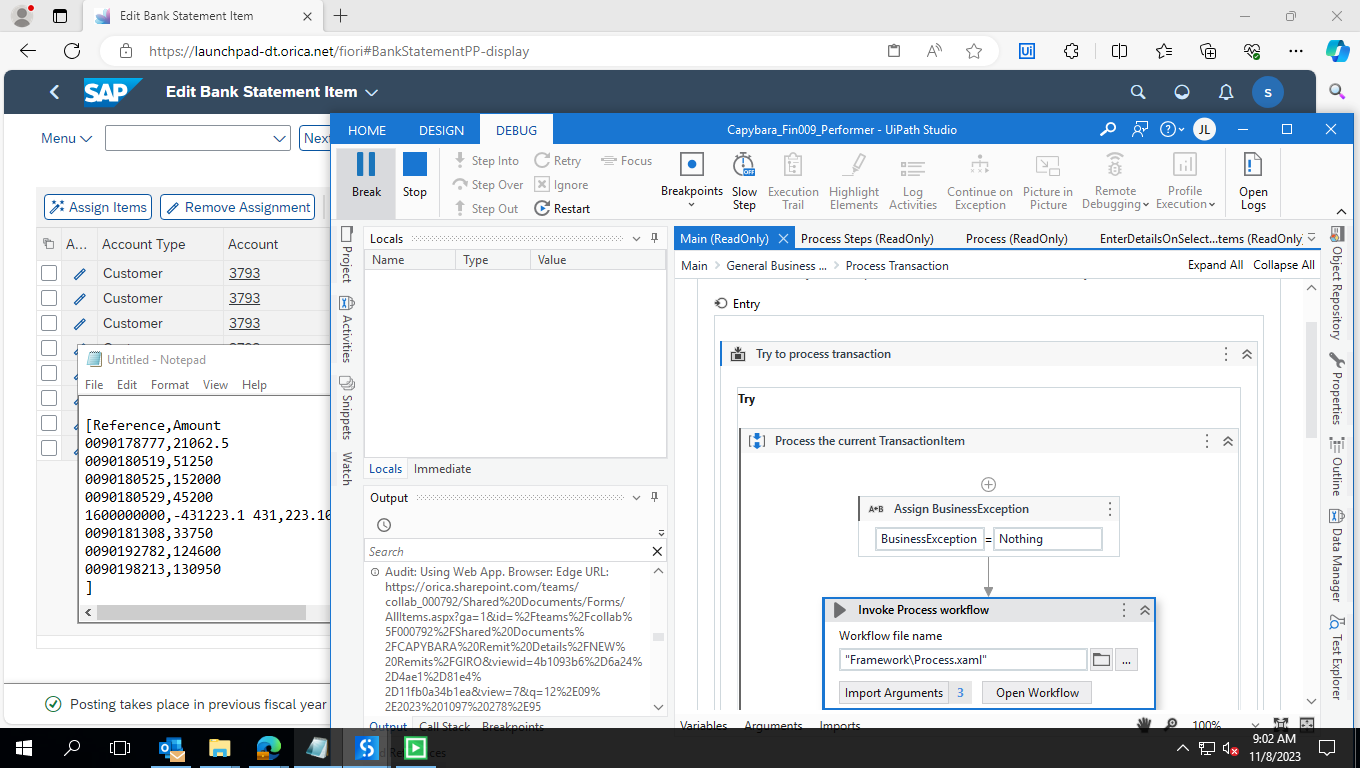 Edit Bank Statement Item
https://launchpad-dt.orica.net/fiori#BankStatementPP-display
SAP
Edit Bank Statement Item
S
Menu
Assign Items
Remove Assignment
A... Account Type Account
Customer 3793
Customer 3793
Customer 3793
Untitled - Notepad
File Edit Format View Help
[Reference,Amount
0090178777,21062.5
0090180519,51250
0090180525,152000
0090180529,45200
1600000000,-431223.1 431,223.10
0090181308,33750
0090192782,124600
0090198213,130950
]
Posting takes place in previous fiscal year
HOME DESIGN DEBUG
Capybara_Fin009_Performer - UiPath Studio
JL
Break
Stop
Step Into
Step Over
Step Out
Retry
Ignore
Restart
Focus
Breakpoints
Slow Step
Execution Trail
Highlight Elements
Log Activities
Continue on Exception
Picture in Picture
Remote Debugging
Profile Execution
Open Logs
Project
Activities
Snippets
Watch
Locals
Name Type Value
Locals Immediate
Output
Search
Audit: Using Web App. Browser: Edge URL:
https://orica.sharepoint.com/teams/
collab_000792/Shared%20Documents/Forms/
AllItems.aspx?ga=1&id=%2Fteams%2Fcollab%
5F000792%2FShared%20Documents%
2FCAPYBARA%20Remit%20Details%2FNEW%
20Remits%2FGIRO&viewid=4b1093b6%2D6a24%
2D4ae1%2D81e4%
2D11fb0a34b1ea&view=7&q=12%2E09%
2E2023%201097%20278%2E95
Output Call Stack Breakpoints
Main (ReadOnly) Process Steps (ReadOnly) Process (ReadOnly) EnterDetailsOnSelect...tems (ReadOnly)
Main General Business ... Process Transaction
Expand All Collapse All
Entry
Try to process transaction
Try
Process the current TransactionItem
A+B Assign BusinessException
BusinessException = Nothing
Invoke Process workflow
Workflow file name
"Framework\Process.xaml"
...
Import Arguments 3 Open Workflow
Variables Arguments Imports
100%
Object Repository
Properties
Outline
Data Manager
Test Explorer
9:02 AM
11/8/2023